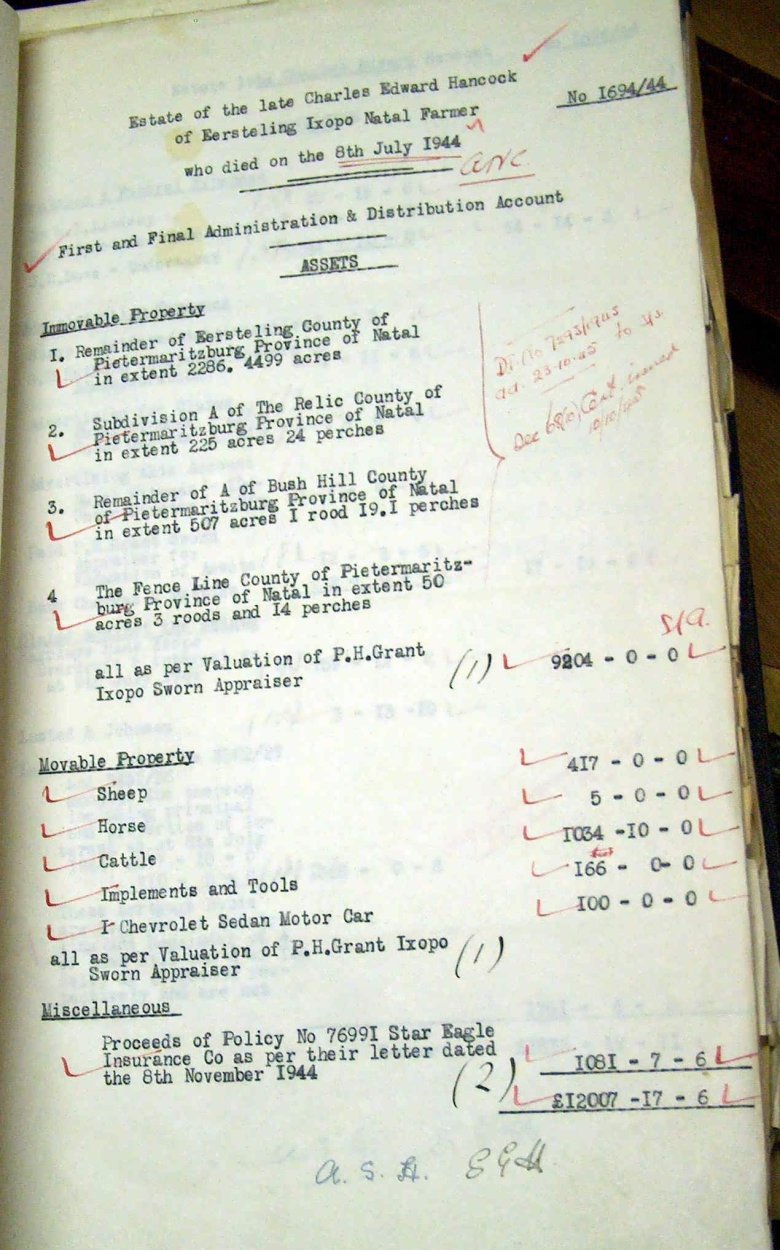 Estate of the late Charles Edward Hancock
of Eersteling Ixopo Natal Farmer
No I694/44
who died on the 8th July I944
First and Final Administration & Distribution Account
ASSETS
Immovable Property
I. Remainder of Eersteling County of
Pietermaritzburg Province of Natal
in extent 2286. 4499 acres
2. Subdivision A of The Relic County of
Pietermaritzburg Province of Natal
in extent 225 acres 24 perches
3. Remainder of A of Bush Hill County
of Pietermaritzburg Province of Natal
in extent 507 acres I rood I9.I perches
4 The Fence Line County of Pietermaritz-
burg Province of Natal in extent 50
acres 3 roods and I4 perches
all as per Valuation of P.H.Grant
Ixopo Sworn Appraiser
(1) 9204 - 0 - 0
Movable Property
Sheep 4I7 - 0 - 0
Horse 5 - 0 - 0
Cattle I034 -I0 - 0
Implements and Tools I66 - 0- 0
I Chevrolet Sedan Motor Car I00 - 0 - 0
all as per Valuation of P.H.Grant Ixopo
Sworn Appraiser
(1)
Miscellaneous
Proceeds of Policy No 7699I Star Eagle
Insurance Co as per their letter dated
the 8th November I944
(2) I08I - 7 - 6
£I2007 -I7 - 6
a. S. H.